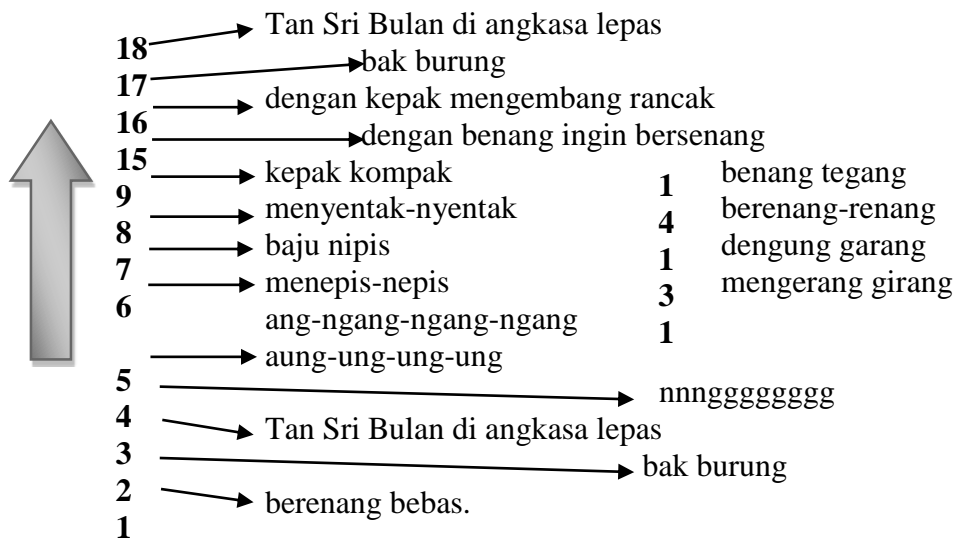 18 Tan Sri Bulan di angkasa lepas
17 bak burung
16 dengan kepak mengembang rancak
15 dengan benang ingin bersenang
9 kepak kompak
8 menyentak-nyentak
7 baju nipis
6 menepis-nepis
ang-ngang-ngang-ngang
aung-ung-ung-ung
1 benang tegang
4 berenang-renang
1 dengung garang
3 mengerang girang
1
5 nnnggggggggg
4 Tan Sri Bulan di angkasa lepas
3 bak burung
2 berenang bebas.
1